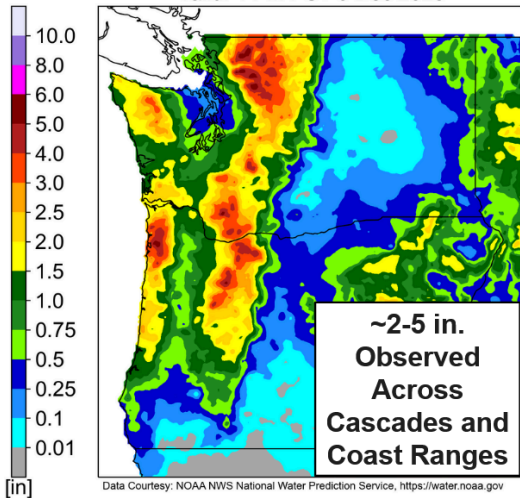 10.0
8.0
6.0
5.0
4.0
3.0
2.5
2.0
1.5
1.0
0.75
0.5
0.25
0.1
0.01
[in]
~2-5 in.
Observed
Across
Cascades and
Coast Ranges
Data Courtesy: NOAA NWS National Water Prediction Service, https://water.noaa.gov